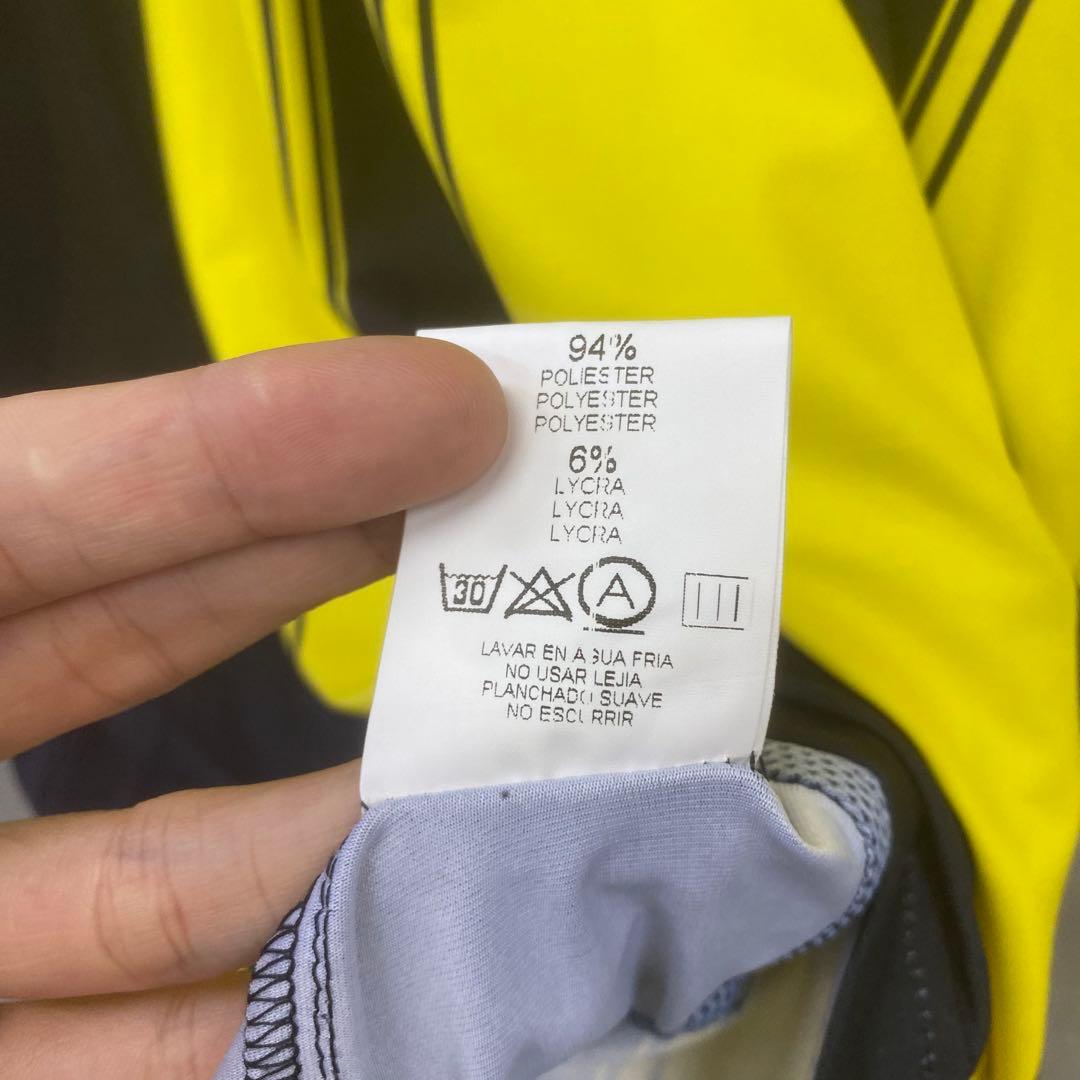 94%
POLIESTER
POLYESTER
POLYESTER
6%
LYCRA
LYCRA
LYCRA
30 A
LAVAR EN AGUA FRIA
NO USAR LEJIA
PLANCHADO SUAVE
NO ESCURRIR